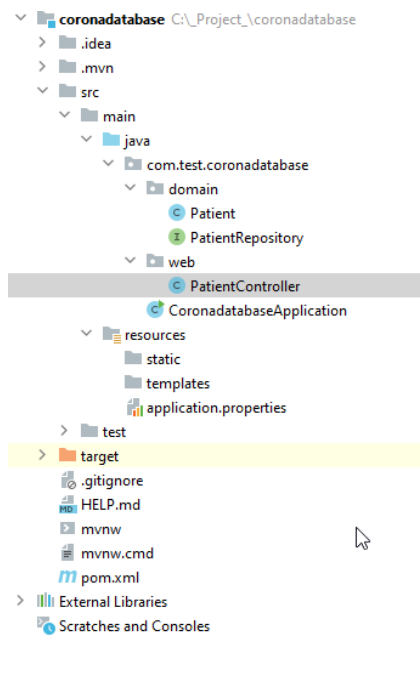 coronadatabase C:\_Project_\coronadatabase
.idea
.mvn
src
main
java
com.test.coronadatabase
domain
C Patient
I PatientRepository
web
C PatientController
C CoronadatabaseApplication
resources
static
templates
application.properties
test
target
.gitignore
MD HELP.md
mvnw
mvnw.cmd
m pom.xml
External Libraries
Scratches and Consoles